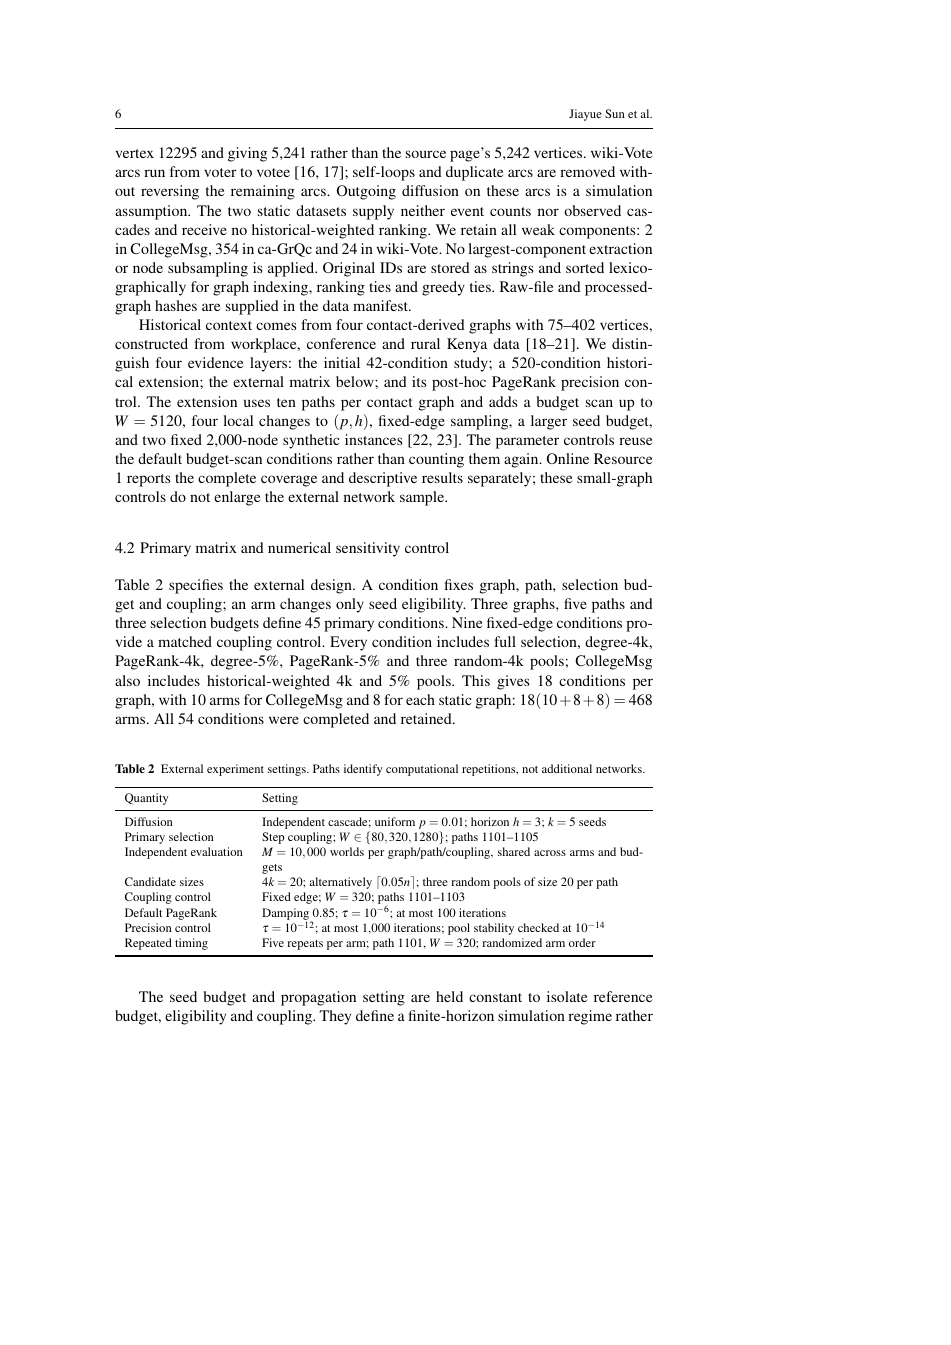 6 Jiayue Sun et al.
vertex 12295 and giving 5,241 rather than the source page's 5,242 vertices. wiki-Vote
arcs run from voter to votee [16, 17]; self-loops and duplicate arcs are removed with-
out reversing the remaining arcs. Outgoing diffusion on these arcs is a simulation
assumption. The two static datasets supply neither event counts nor observed cas-
cades and receive no historical-weighted ranking. We retain all weak components: 2
in CollegeMsg, 354 in ca-GrQc and 24 in wiki-Vote. No largest-component extraction
or node subsampling is applied. Original IDs are stored as strings and sorted lexico-
graphically for graph indexing, ranking ties and greedy ties. Raw-file and processed-
graph hashes are supplied in the data manifest.
Historical context comes from four contact-derived graphs with 75–402 vertices,
constructed from workplace, conference and rural Kenya data [18–21]. We distin-
guish four evidence layers: the initial 42-condition study; a 520-condition histori-
cal extension; the external matrix below; and its post-hoc PageRank precision con-
trol. The extension uses ten paths per contact graph and adds a budget scan up to
W = 5120, four local changes to (p,h), fixed-edge sampling, a larger seed budget,
and two fixed 2,000-node synthetic instances [22, 23]. The parameter controls reuse
the default budget-scan conditions rather than counting them again. Online Resource
1 reports the complete coverage and descriptive results separately; these small-graph
controls do not enlarge the external network sample.
4.2 Primary matrix and numerical sensitivity control
Table 2 specifies the external design. A condition fixes graph, path, selection bud-
get and coupling; an arm changes only seed eligibility. Three graphs, five paths and
three selection budgets define 45 primary conditions. Nine fixed-edge conditions pro-
vide a matched coupling control. Every condition includes full selection, degree-4k,
PageRank-4k, degree-5%, PageRank-5% and three random-4k pools; CollegeMsg
also includes historical-weighted 4k and 5% pools. This gives 18 conditions per
graph, with 10 arms for CollegeMsg and 8 for each static graph: 18(10+8+8) = 468
arms. All 54 conditions were completed and retained.
Table 2 External experiment settings. Paths identify computational repetitions, not additional networks.
Quantity Setting
Diffusion Independent cascade; uniform p = 0.01; horizon h = 3; k = 5 seeds
Primary selection Step coupling; W ∈ {80,320,1280}; paths 1101–1105
Independent evaluation M = 10,000 worlds per graph/path/coupling, shared across arms and bud-
gets
Candidate sizes 4k = 20; alternatively ⌈0.05n⌉; three random pools of size 20 per path
Coupling control Fixed edge; W = 320; paths 1101–1103
Default PageRank Damping 0.85; τ = 10⁻⁶; at most 100 iterations
Precision control τ = 10⁻¹²; at most 1,000 iterations; pool stability checked at 10⁻¹⁴
Repeated timing Five repeats per arm; path 1101, W = 320; randomized arm order
The seed budget and propagation setting are held constant to isolate reference
budget, eligibility and coupling. They define a finite-horizon simulation regime rather